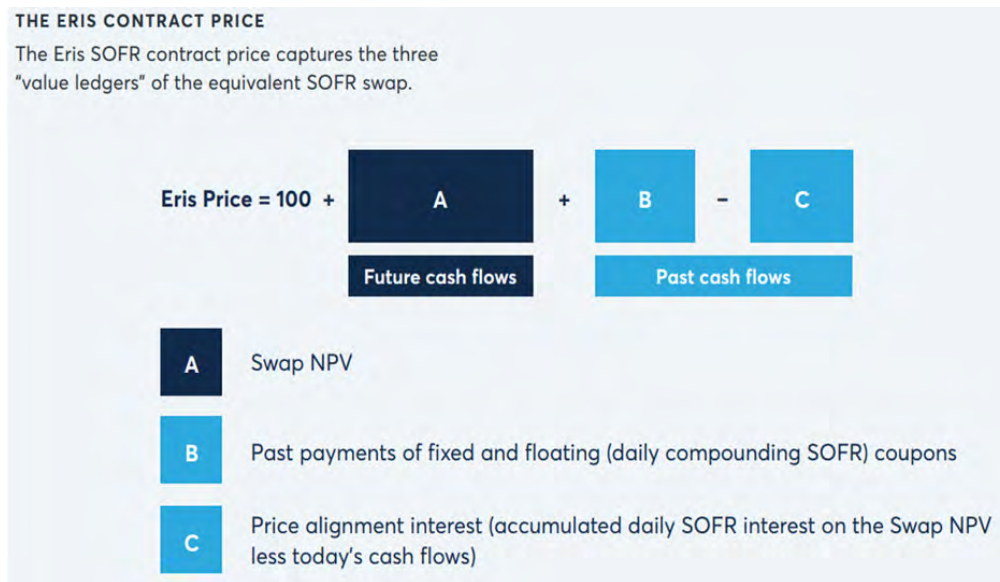 THE ERIS CONTRACT PRICE
The Eris SOFR contract price captures the three
“value ledgers” of the equivalent SOFR swap.
Eris Price = 100 + A + B - C
Future cash flows Past cash flows
A Swap NPV
B Past payments of fixed and floating (daily compounding SOFR) coupons
C Price alignment interest (accumulated daily SOFR interest on the Swap NPV
less today's cash flows)